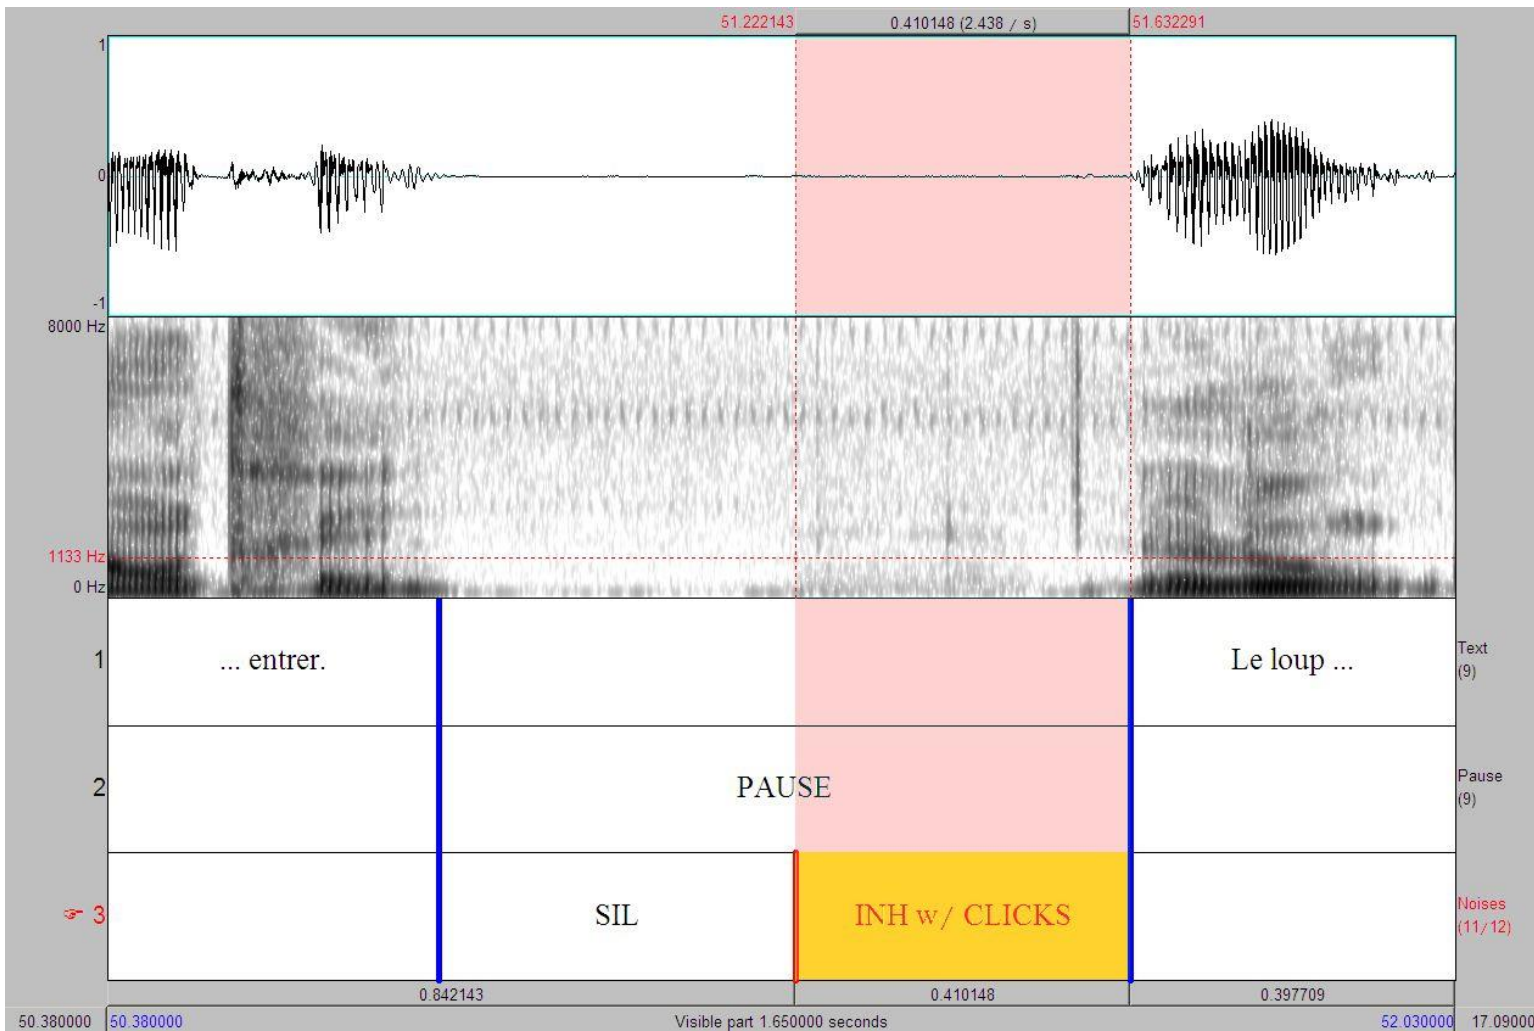 51.222143 0.410148 (2.438 / s) 51.632291
1
0
-1
8000 Hz
1133 Hz
0 Hz
1 ... entrer. Le loup ... Text
(9)
2 PAUSE Pause
(9)
☞ 3 SIL INH w/ CLICKS Noises
(11/12)
0.842143 0.410148 0.397709
50.380000 50.380000 Visible part 1.650000 seconds 52.030000 17.09000